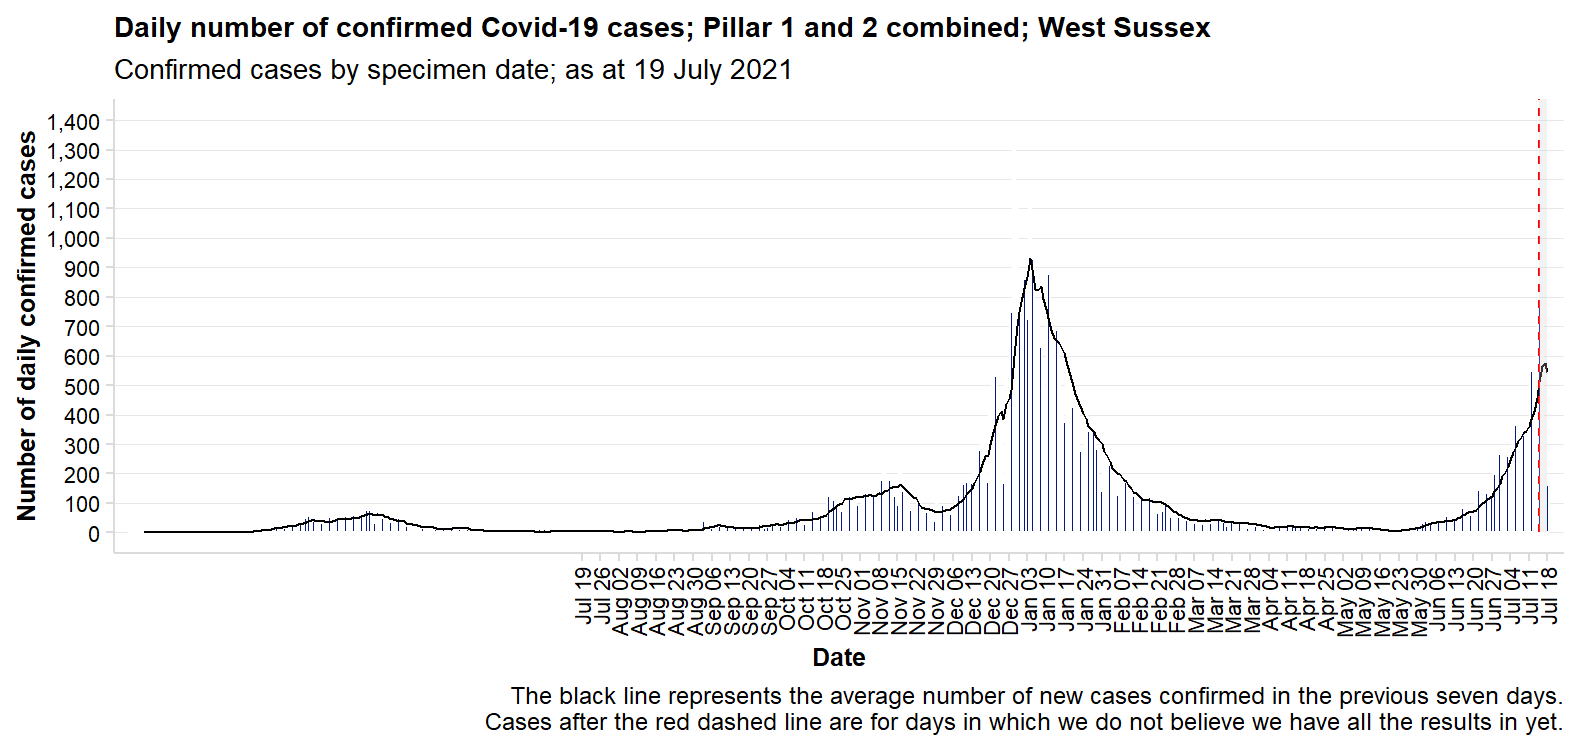 Daily number of confirmed Covid-19 cases; Pillar 1 and 2 combined; West Sussex
Confirmed cases by specimen date; as at 19 July 2021
Number of daily confirmed cases
1,400
1,300
1,200
1,100
1,000
900
800
700
600
500
400
300
200
100
0
Jul 19
Jul 26
Aug 02
Aug 09
Aug 16
Aug 23
Aug 30
Sep 06
Sep 13
Sep 20
Sep 27
Oct 04
Oct 11
Oct 18
Oct 25
Nov 01
Nov 08
Nov 15
Nov 22
Nov 29
Dec 06
Dec 13
Dec 20
Dec 27
Jan 03
Jan 10
Jan 17
Jan 24
Jan 31
Feb 07
Feb 14
Feb 21
Feb 28
Mar 07
Mar 14
Mar 21
Mar 28
Apr 04
Apr 11
Apr 18
Apr 25
May 02
May 09
May 16
May 23
May 30
Jun 06
Jun 13
Jun 20
Jun 27
Jul 04
Jul 11
Jul 18
Date
The black line represents the average number of new cases confirmed in the previous seven days.
Cases after the red dashed line are for days in which we do not believe we have all the results in yet.